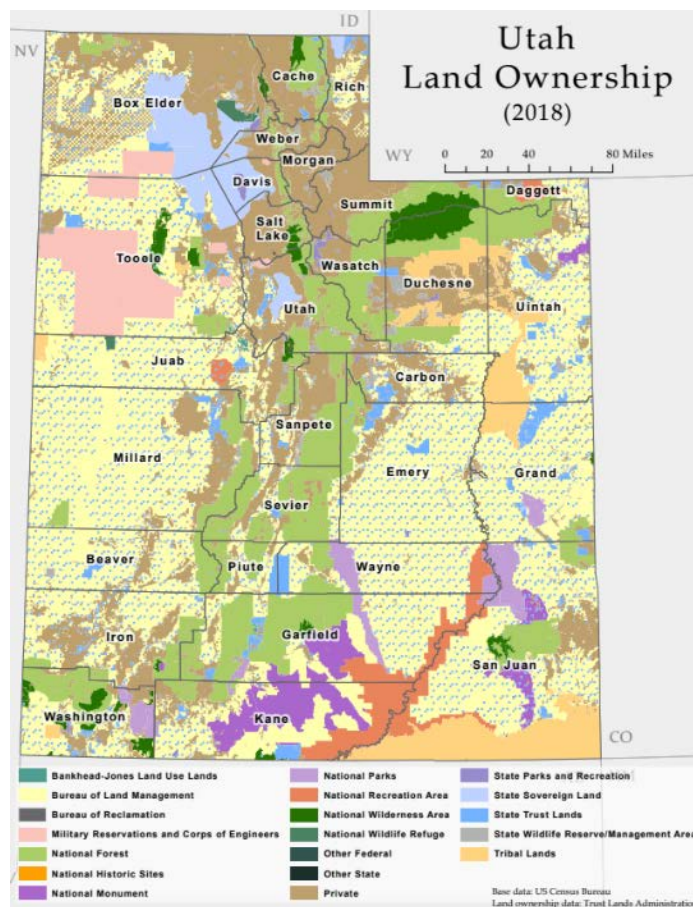 ID
NV
Utah
Land Ownership
(2018)
WY
0 20 40 80 Miles
Cache
Rich
Box Elder
Weber
Morgan
Davis
Daggett
Summit
Salt
Lake
Tooele
Wasatch
Duchesne
Uintah
Utah
Juab
Carbon
Sanpete
Millard
Emery
Grand
Sevier
Beaver
Piute
Wayne
Iron
Garfield
San Juan
Washington
Kane
CO
Bankhead-Jones Land Use Lands
Bureau of Land Management
Bureau of Reclamation
Military Reservations and Corps of Engineers
National Forest
National Historic Sites
National Monument
National Parks
National Recreation Area
National Wilderness Area
National Wildlife Refuge
Other Federal
Other State
Private
State Parks and Recreation
State Sovereign Land
State Trust Lands
State Wildlife Reserve/Management Area
Tribal Lands
Base data: US Census Bureau
Land ownership data: Trust Lands Administration